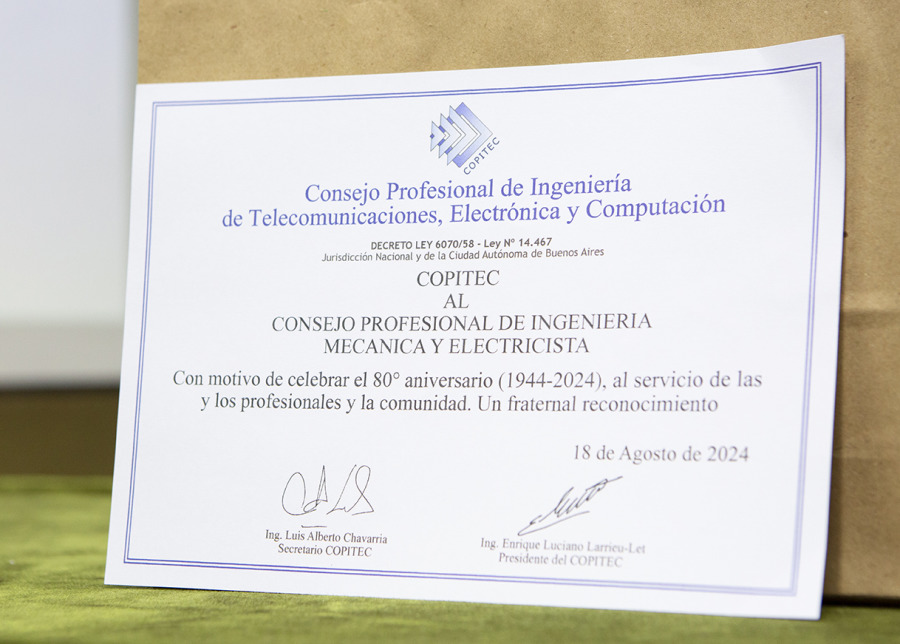 COPITEC
Consejo Profesional de Ingeniería
de Telecomunicaciones, Electrónica y Computación
DECRETO LEY 6070/58 - Ley Nº 14.467
Jurisdicción Nacional y de la Ciudad Autónoma de Buenos Aires
COPITEC
AL
CONSEJO PROFESIONAL DE INGENIERIA
MECANICA Y ELECTRICISTA
Con motivo de celebrar el 80° aniversario (1944-2024), al servicio de las
y los profesionales y la comunidad. Un fraternal reconocimiento
18 de Agosto de 2024
Ing. Luis Alberto Chavarria
Secretario COPITEC
Ing. Enrique Luciano Larrieu-Let
Presidente del COPITEC